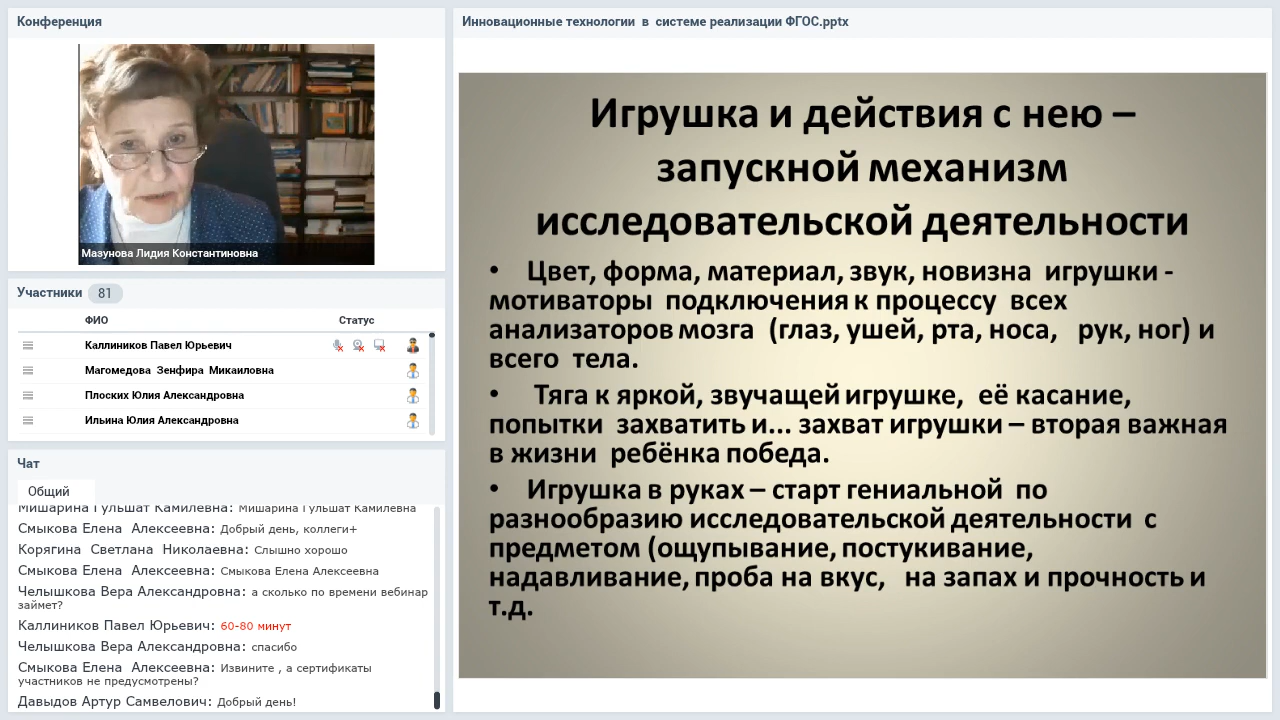 Конференция
Мазунова Лидия Константиновна
Участники 81
ФИО Статус
Каллиников Павел Юрьевич
Магомедова Зенфира Микаиловна
Плоских Юлия Александровна
Ильина Юлия Александровна
Чат
Общий
Мишарина Гульшат Камилевна: Мишарина Гульшат Камилевна
Смыкова Елена Алексеевна: Добрый день, коллеги+
Корягина Светлана Николаевна: Слышно хорошо
Смыкова Елена Алексеевна: Смыкова Елена Алексеевна
Челышкова Вера Александровна: а сколько по времени вебинар
займет?
Каллиников Павел Юрьевич: 60-80 минут
Челышкова Вера Александровна: спасибо
Смыкова Елена Алексеевна: Извините , а сертификаты
участников не предусмотрены?
Давыдов Артур Самвелович: Добрый день!
Инновационные технологии в системе реализации ФГОС.pptx
Игрушка и действия с нею –
запускной механизм
исследовательской деятельности
• Цвет, форма, материал, звук, новизна игрушки -
мотиваторы подключения к процессу всех
анализаторов мозга (глаз, ушей, рта, носа, рук, ног) и
всего тела.
• Тяга к яркой, звучащей игрушке, её касание,
попытки захватить и... захват игрушки – вторая важная
в жизни ребёнка победа.
• Игрушка в руках – старт гениальной по
разнообразию исследовательской деятельности с
предметом (ощупывание, постукивание,
надавливание, проба на вкус, на запах и прочность и
т.д.